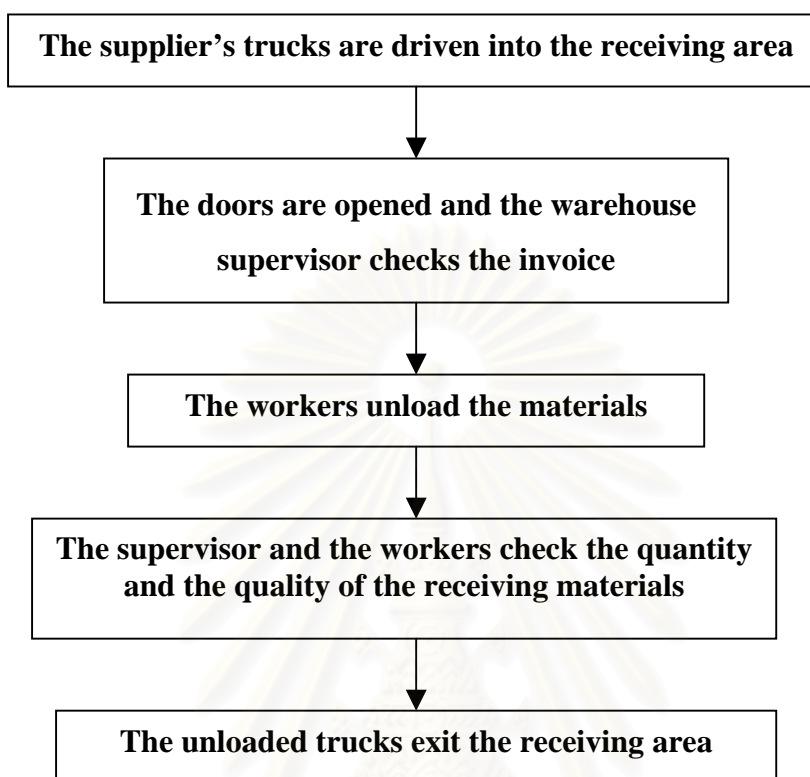 The supplier’s trucks are driven into the receiving area
The doors are opened and the warehouse
supervisor checks the invoice
The workers unload the materials
The supervisor and the workers check the quantity
and the quality of the receiving materials
The unloaded trucks exit the receiving area